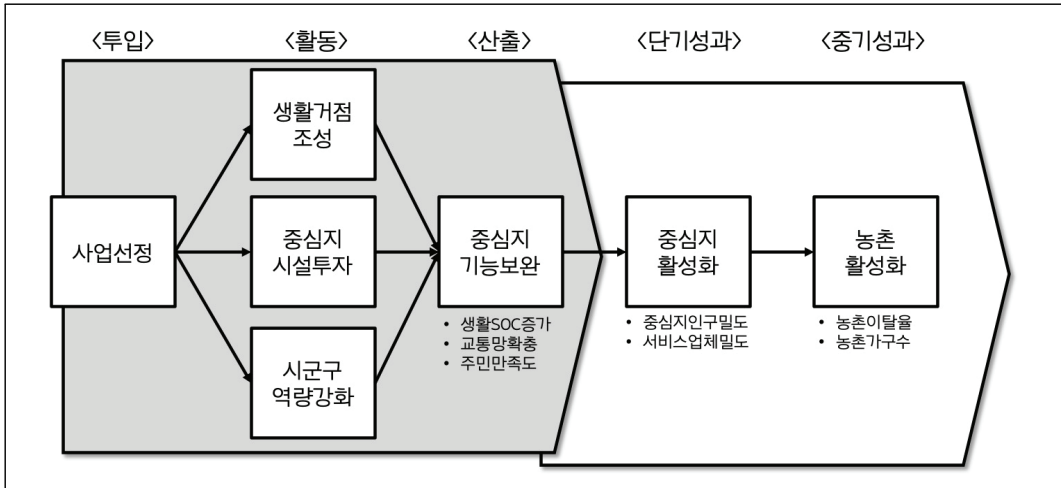 <투입>
<활동>
<산출>
<단기성과>
<중기성과>
생활거점
조성
사업선정
중심지
시설투자
시군구
역량강화
중심지
기능보완
• 생활SOC증가
• 교통망확충
• 주민만족도
중심지
활성화
• 중심지인구밀도
• 서비스업체밀도
농촌
활성화
• 농촌이탈율
• 농촌가구수